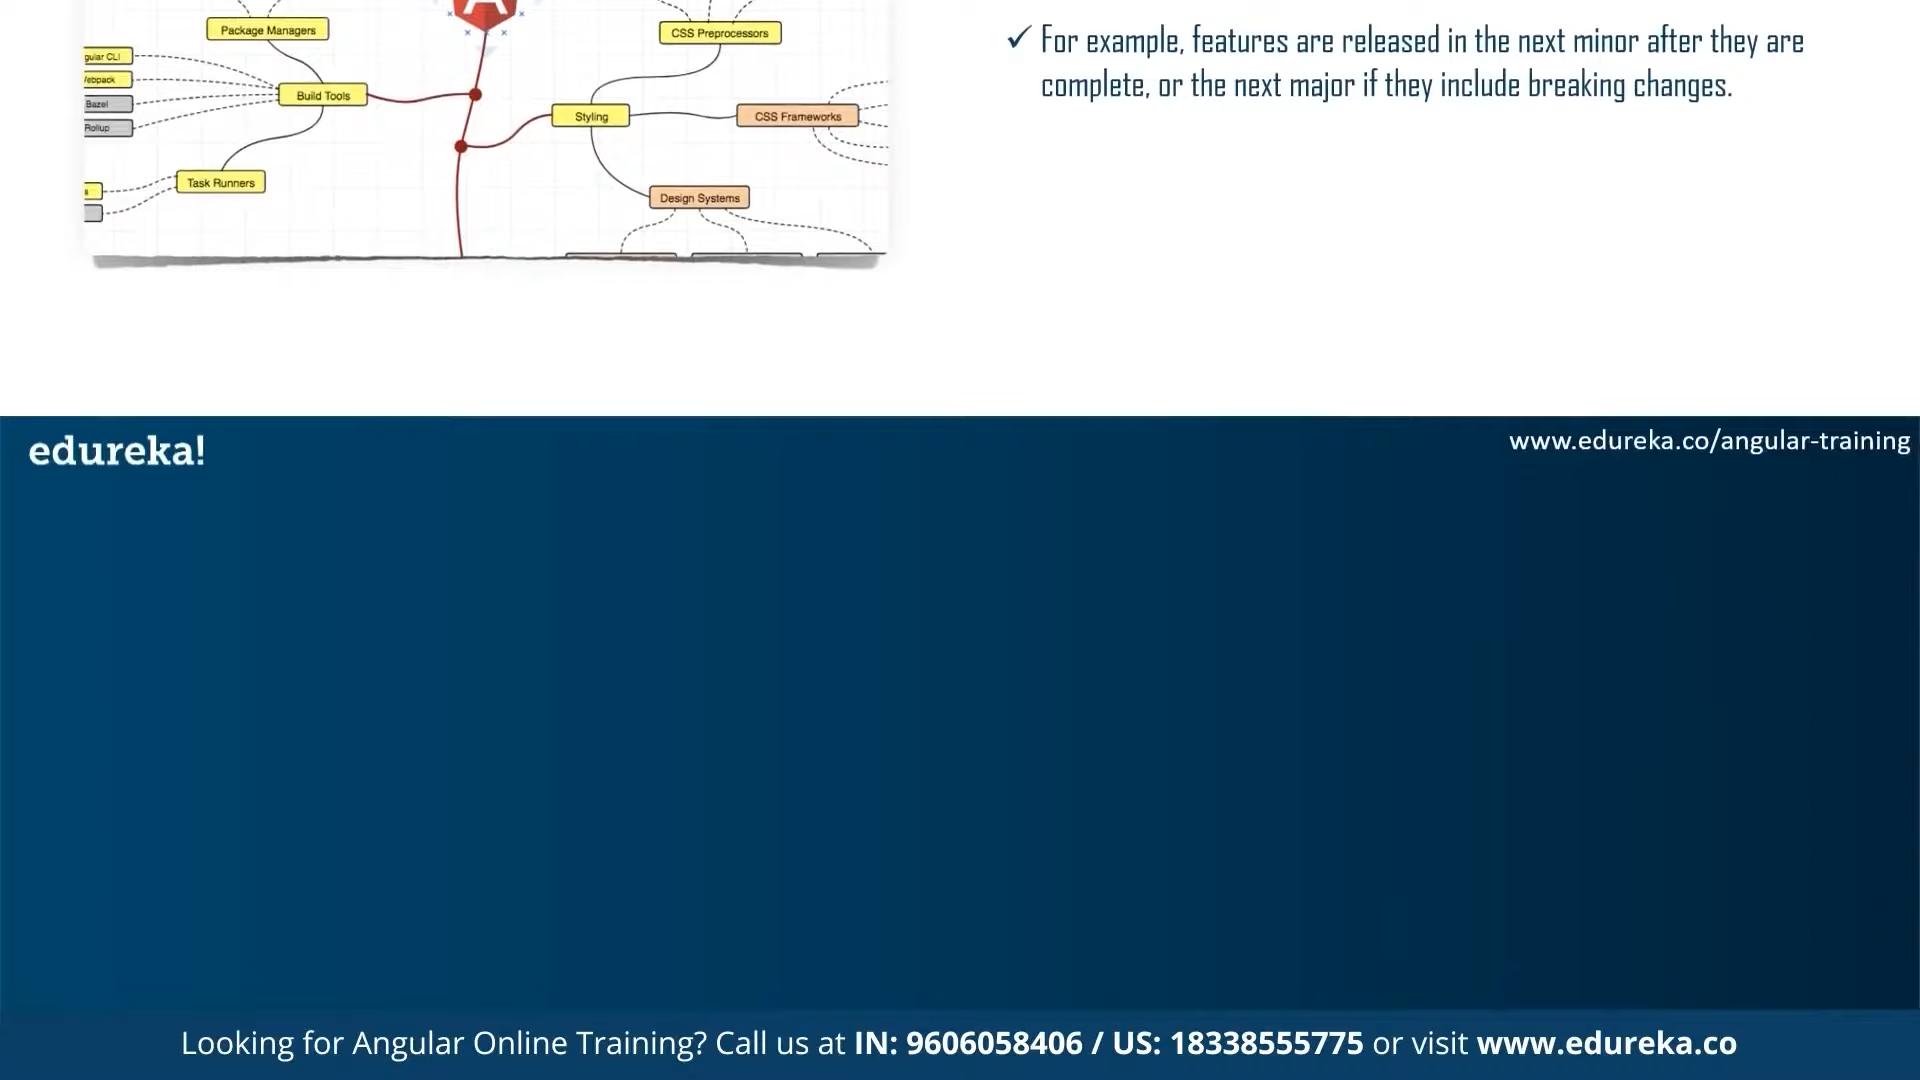 Package Managers
CSS Preprocessors
gular CLI
Build Tools
Bazel
Rollup
Styling
CSS Frameworks
Task Runners
Design Systems
✓ For example, features are released in the next minor after they are
complete, or the next major if they include breaking changes.
edureka!
www.edureka.co/angular-training
Looking for Angular Online Training? Call us at IN: 9606058406 / US: 18338555775 or visit www.edureka.co